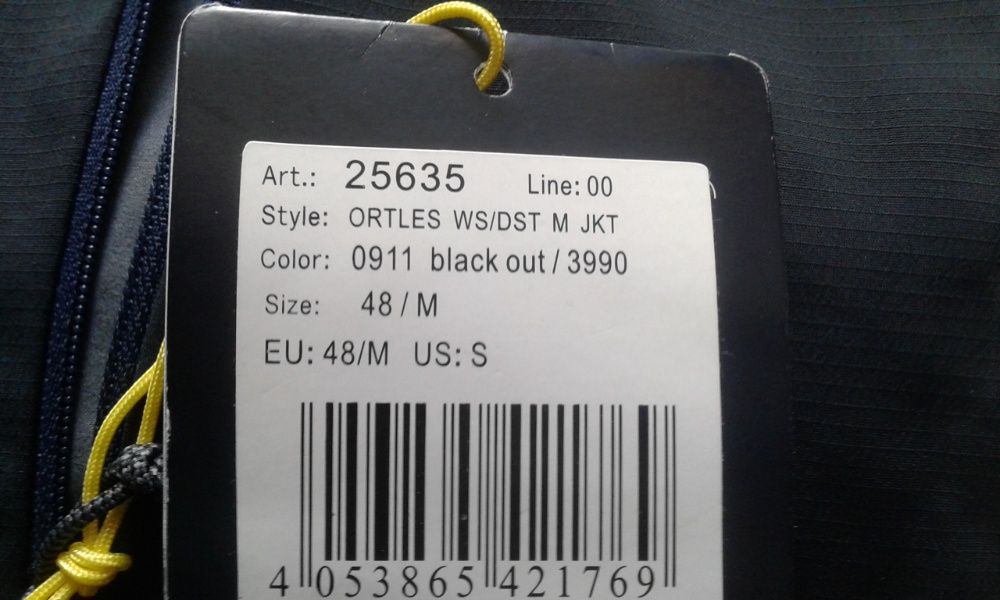 Art.: 25635 Line: 00
Style: ORTLES WS/DST M JKT
Color: 0911 black out / 3990
Size: 48 / M
EU: 48/M US: S
4 053865 421769